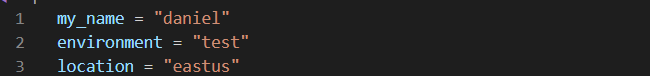 1 my_name = "daniel"
2 environment = "test"
3 location = "eastus"